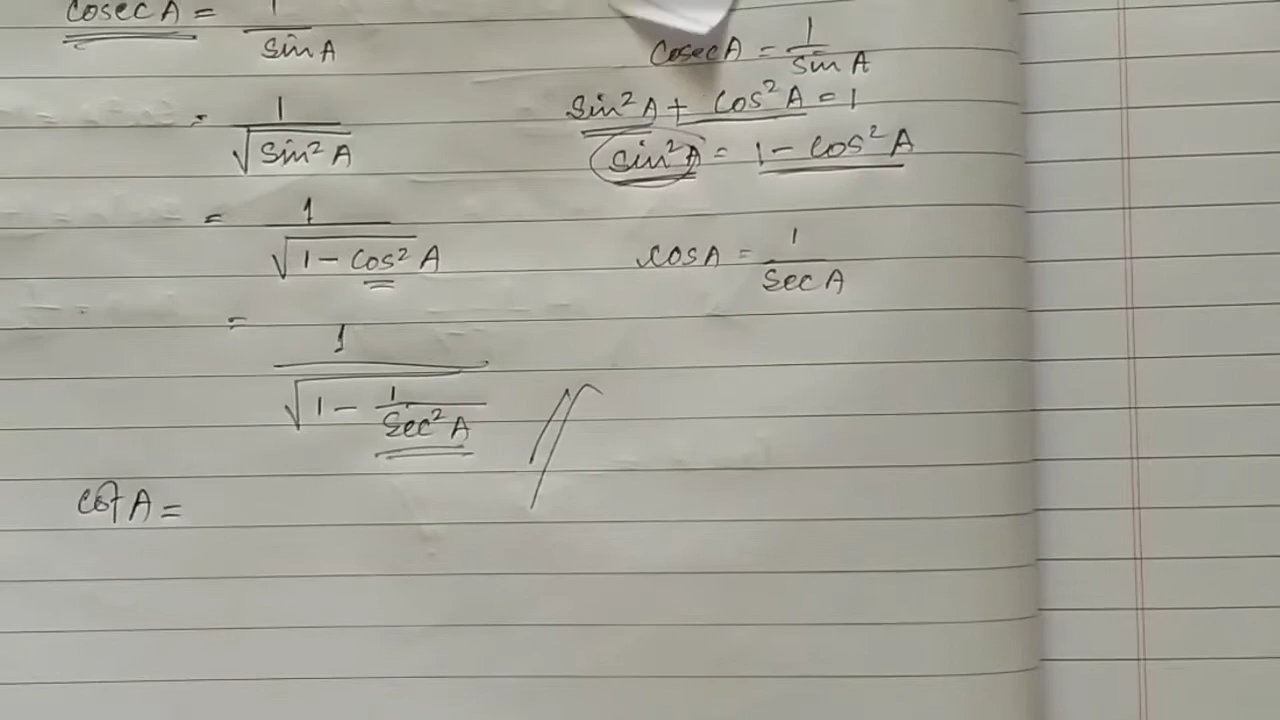 cosec A = 1/sin A
cosec A = 1/sin A
= 1/√sin² A
sin² A + cos² A = 1
sin² A = 1 - cos² A
= 1/√1 - cos² A
cos A = 1/sec A
= 1/√1 - 1/sec² A
cot A =